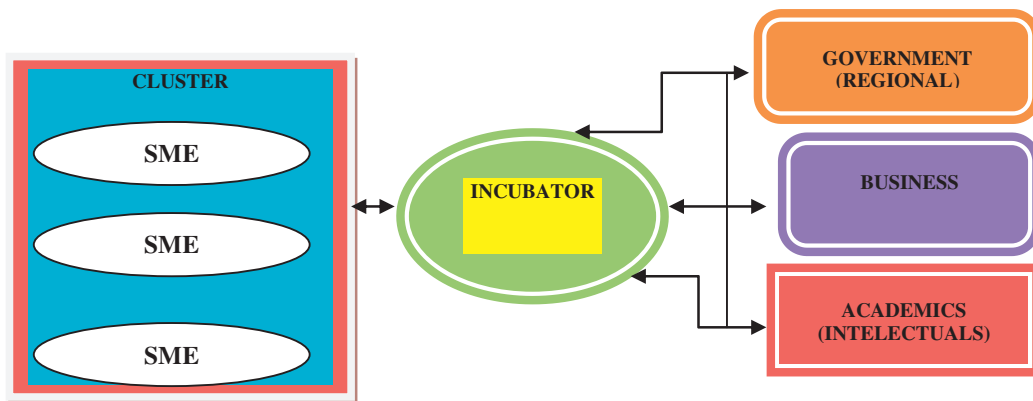 CLUSTER
SME
SME
SME
INCUBATOR
GOVERNMENT
(REGIONAL)
BUSINESS
ACADEMICS
(INTELECTUALS)